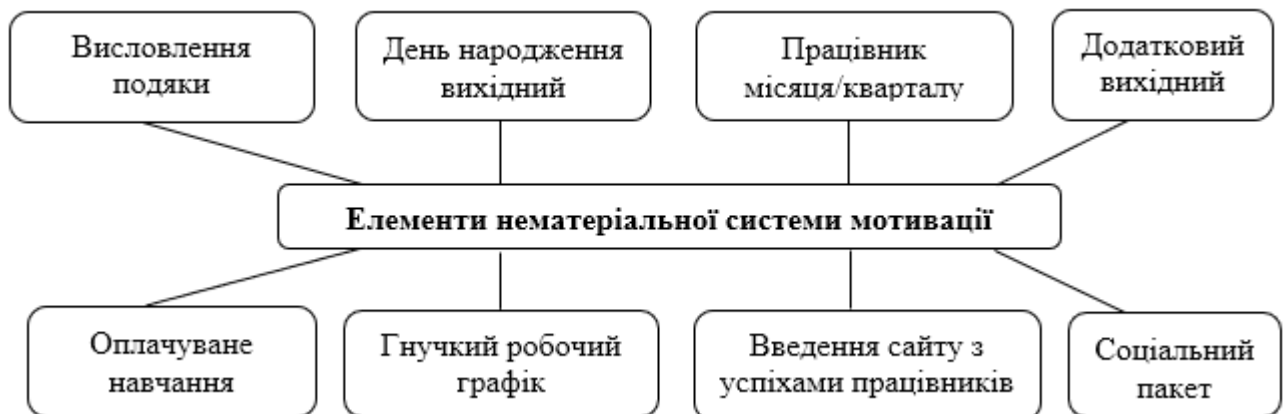 Висловлення
подяки
День народження
вихідний
Працівник
місяця/кварталу
Додатковий
вихідний
Елементи нематеріальної системи мотивації
Оплачуване
навчання
Гнучкий робочий
графік
Введення сайту з
успіхами працівників
Соціальний
пакет